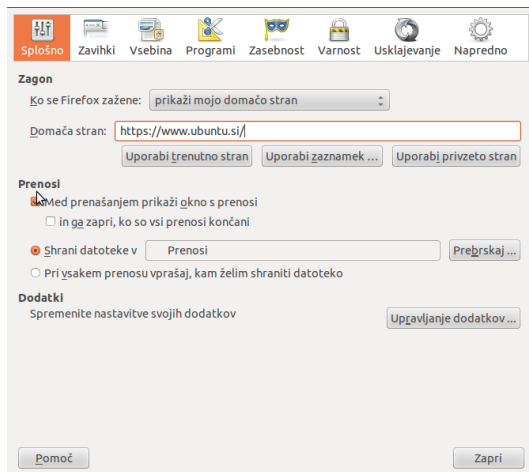 Splošno Zavihki Vsebina Programi Zasebnost Varnost Usklajevanje Napredno
Zagon
Ko se Firefox zažene: prikaži mojo domačo stran
Domača stran: https://www.ubuntu.si/
Uporabi trenutno stran Uporabi zaznamek ... Uporabi privzeto stran
Prenosi
Med prenašanjem prikaži okno s prenosi
in ga zapri, ko so vsi prenosi končani
Shrani datoteke v Prenosi Prebrskaj ...
Pri vsakem prenosu vprašaj, kam želim shraniti datoteko
Dodatki
Spremenite nastavitve svojih dodatkov
Upravljanje dodatkov ...
Pomoč Zapri